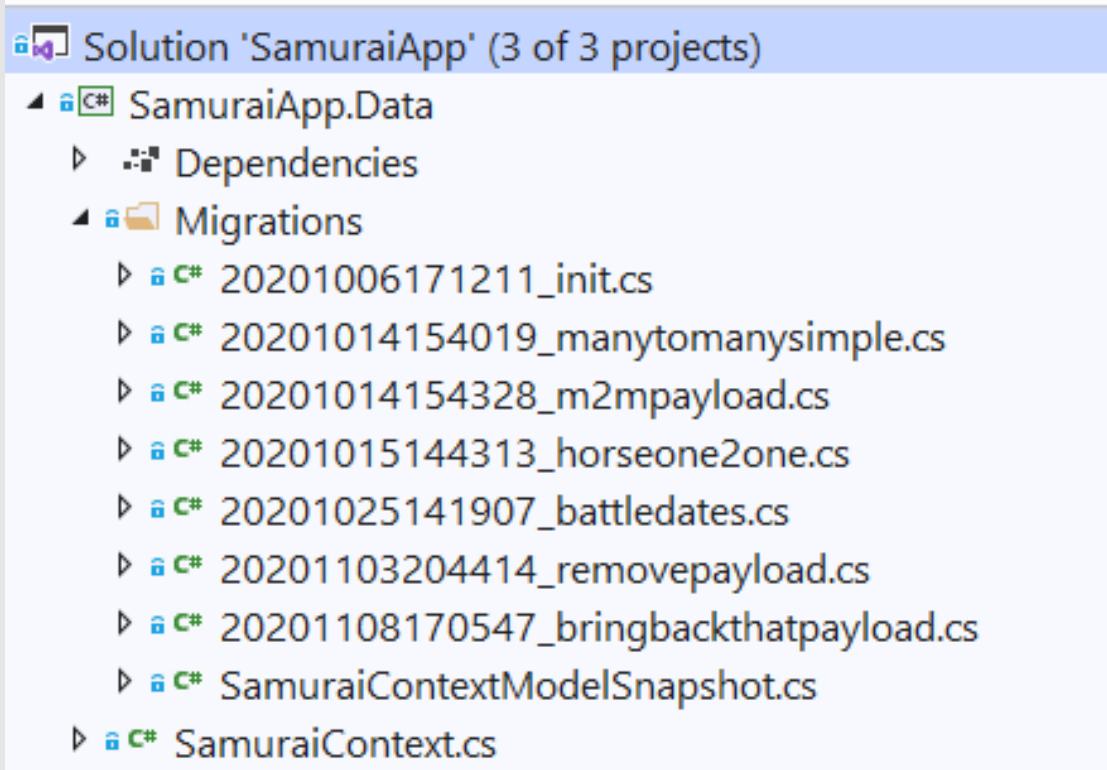 Solution 'SamuraiApp' (3 of 3 projects)
C# SamuraiApp.Data
Dependencies
Migrations
C# 20201006171211_init.cs
C# 20201014154019_manytomanysimple.cs
C# 20201014154328_m2mpayload.cs
C# 20201015144313_horseone2one.cs
C# 20201025141907_battledates.cs
C# 20201103204414_removepayload.cs
C# 20201108170547_bringbackthatpayload.cs
C# SamuraiContextModelSnapshot.cs
C# SamuraiContext.cs